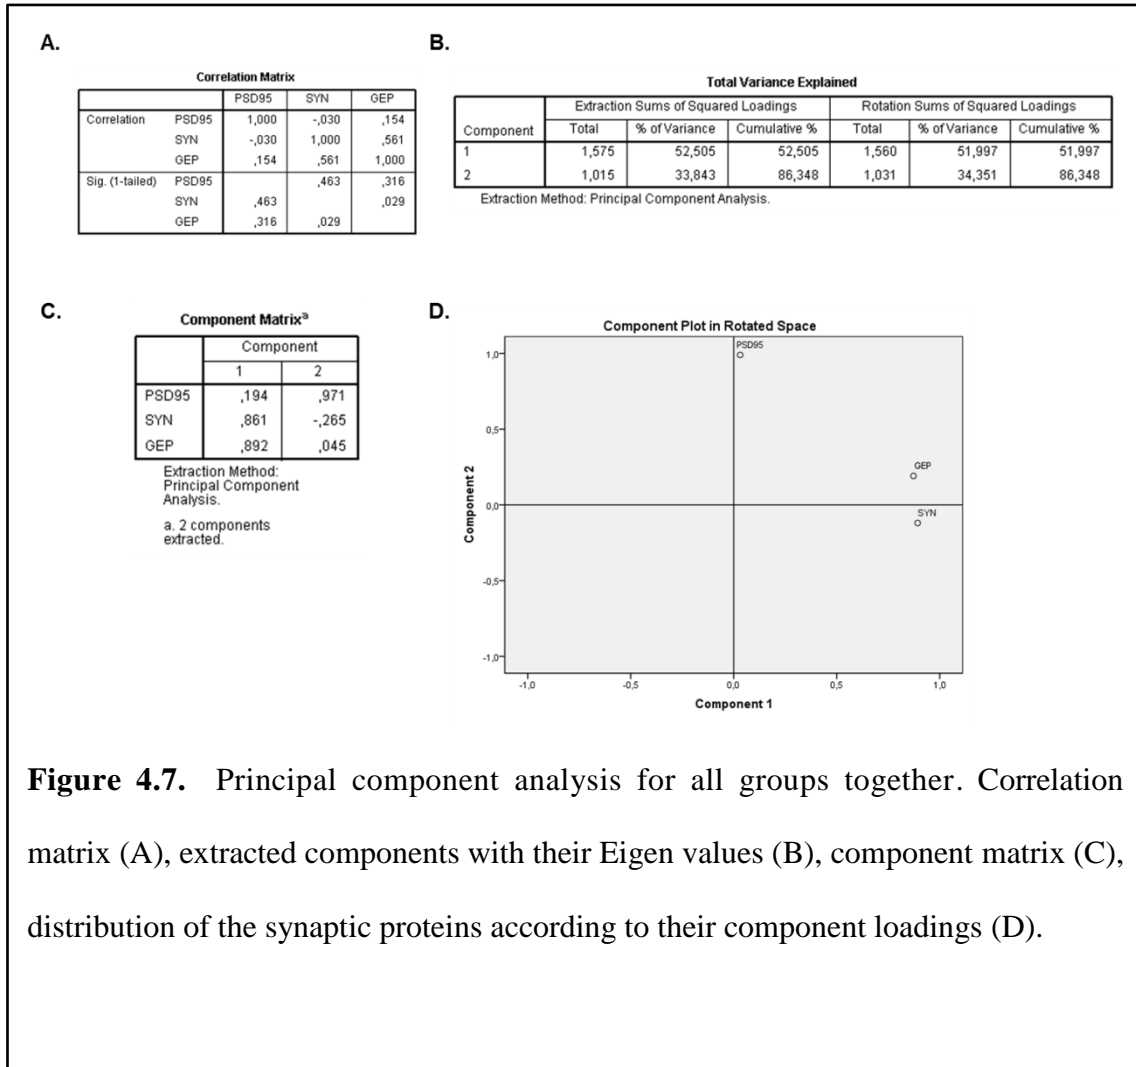 A.
Correlation Matrix
PSD95 SYN GEP
Correlation PSD95 1,000 -,030 ,154
SYN -,030 1,000 ,561
GEP ,154 ,561 1,000
Sig. (1-tailed) PSD95 ,463 ,316
SYN ,463 ,029
GEP ,316 ,029
B.
Total Variance Explained
Extraction Sums of Squared Loadings Rotation Sums of Squared Loadings
Component Total % of Variance Cumulative % Total % of Variance Cumulative %
1 1,575 52,505 52,505 1,560 51,997 51,997
2 1,015 33,843 86,348 1,031 34,351 86,348
Extraction Method: Principal Component Analysis.
C.
Component Matrixa
Component
1 2
PSD95 ,194 ,971
SYN ,861 -,265
GEP ,892 ,045
Extraction Method:
Principal Component
Analysis.
a. 2 components
extracted.
D.
Component Plot in Rotated Space
PSD95
GEP
SYN
1,0
0,5
0,0
-0,5
-1,0
Component 2
-1,0 -0,5 0,0 0,5 1,0
Component 1
Figure 4.7. Principal component analysis for all groups together. Correlation
matrix (A), extracted components with their Eigen values (B), component matrix (C),
distribution of the synaptic proteins according to their component loadings (D).